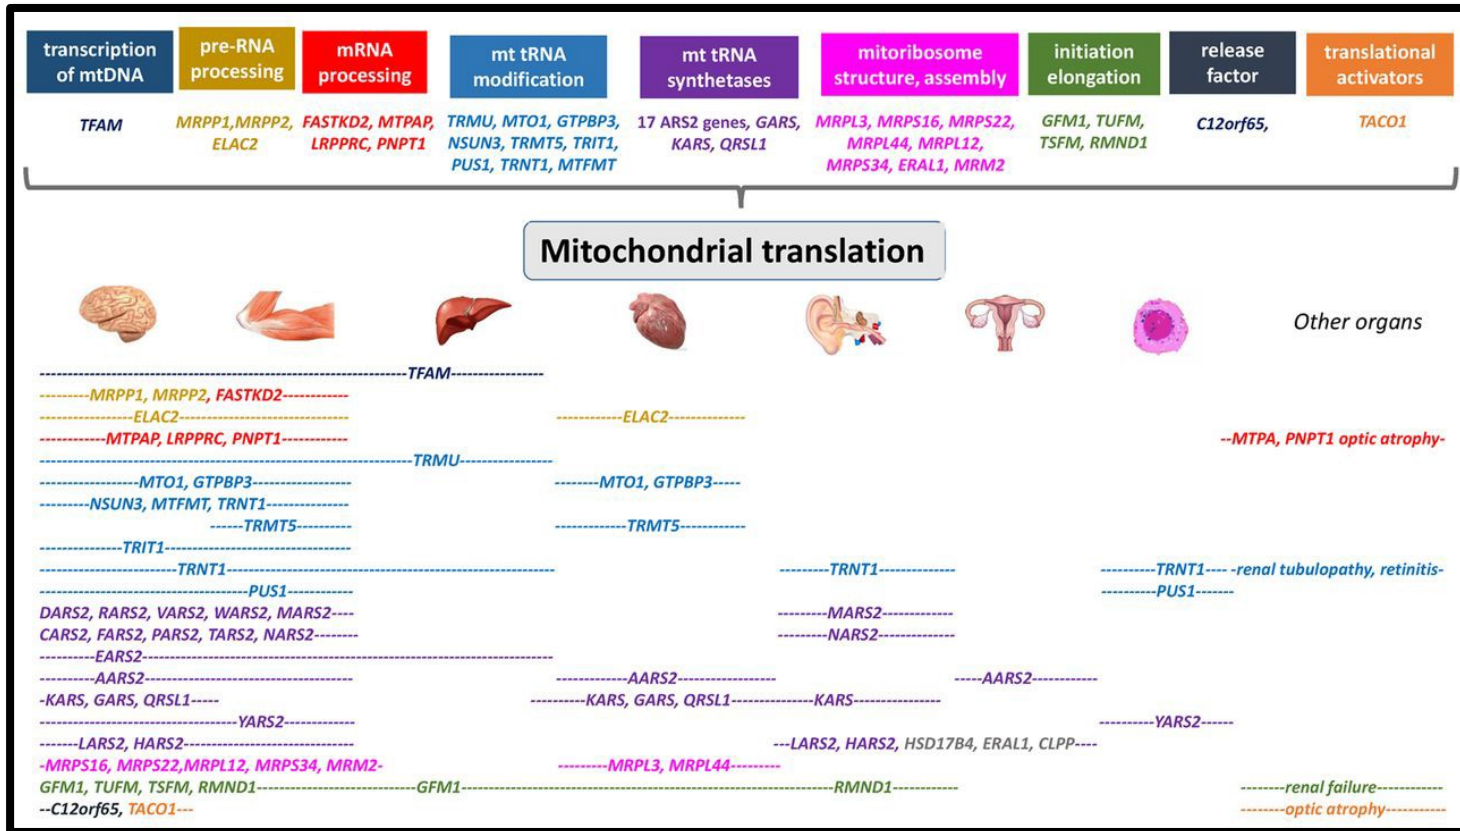 transcription
of mtDNA
pre-RNA
processing
mRNA
processing
mt tRNA
modification
mt tRNA
synthetases
mitoribosome
structure, assembly
initiation
elongation
release
factor
translational
activators
TFAM
MRPP1,MRPP2,
ELAC2
FASTKD2, MTPAP,
LRPPRC, PNPT1
TRMU, MTO1, GTPBP3,
NSUN3, TRMT5, TRIT1,
PUS1, TRNT1, MTFMT
17 ARS2 genes, GARS,
KARS, QRSL1
MRPL3, MRPS16, MRPS22,
MRPL44, MRPL12,
MRPS34, ERAL1, MRM2
GFM1, TUFM,
TSFM, RMND1
C12orf65,
TACO1
Mitochondrial translation
Other organs
TFAM
MRPP1, MRPP2, FASTKD2
ELAC2 ELAC2
MTPAP, LRPPRC, PNPT1 --MTPA, PNPT1 optic atrophy-
TRMU
MTO1, GTPBP3 MTO1, GTPBP3
NSUN3, MTFMT, TRNT1
TRMT5 TRMT5
TRIT1
TRNT1 TRNT1 TRNT1---- -renal tubulopathy, retinitis-
PUS1 PUS1
DARS2, RARS2, VARS2, WARS2, MARS2---- MARS2
CARS2, FARS2, PARS2, TARS2, NARS2 NARS2
EARS2
AARS2 AARS2 AARS2
-KARS, GARS, QRSL1----- KARS, GARS, QRSL1 KARS
YARS2 YARS2
LARS2, HARS2 ---LARS2, HARS2, HSD17B4, ERAL1, CLPP----
-MRPS16, MRPS22,MRPL12, MRPS34, MRM2- MRPL3, MRPL44
GFM1, TUFM, TSFM, RMND1 GFM1 RMND1 renal failure
--C12orf65, TACO1--- optic atrophy